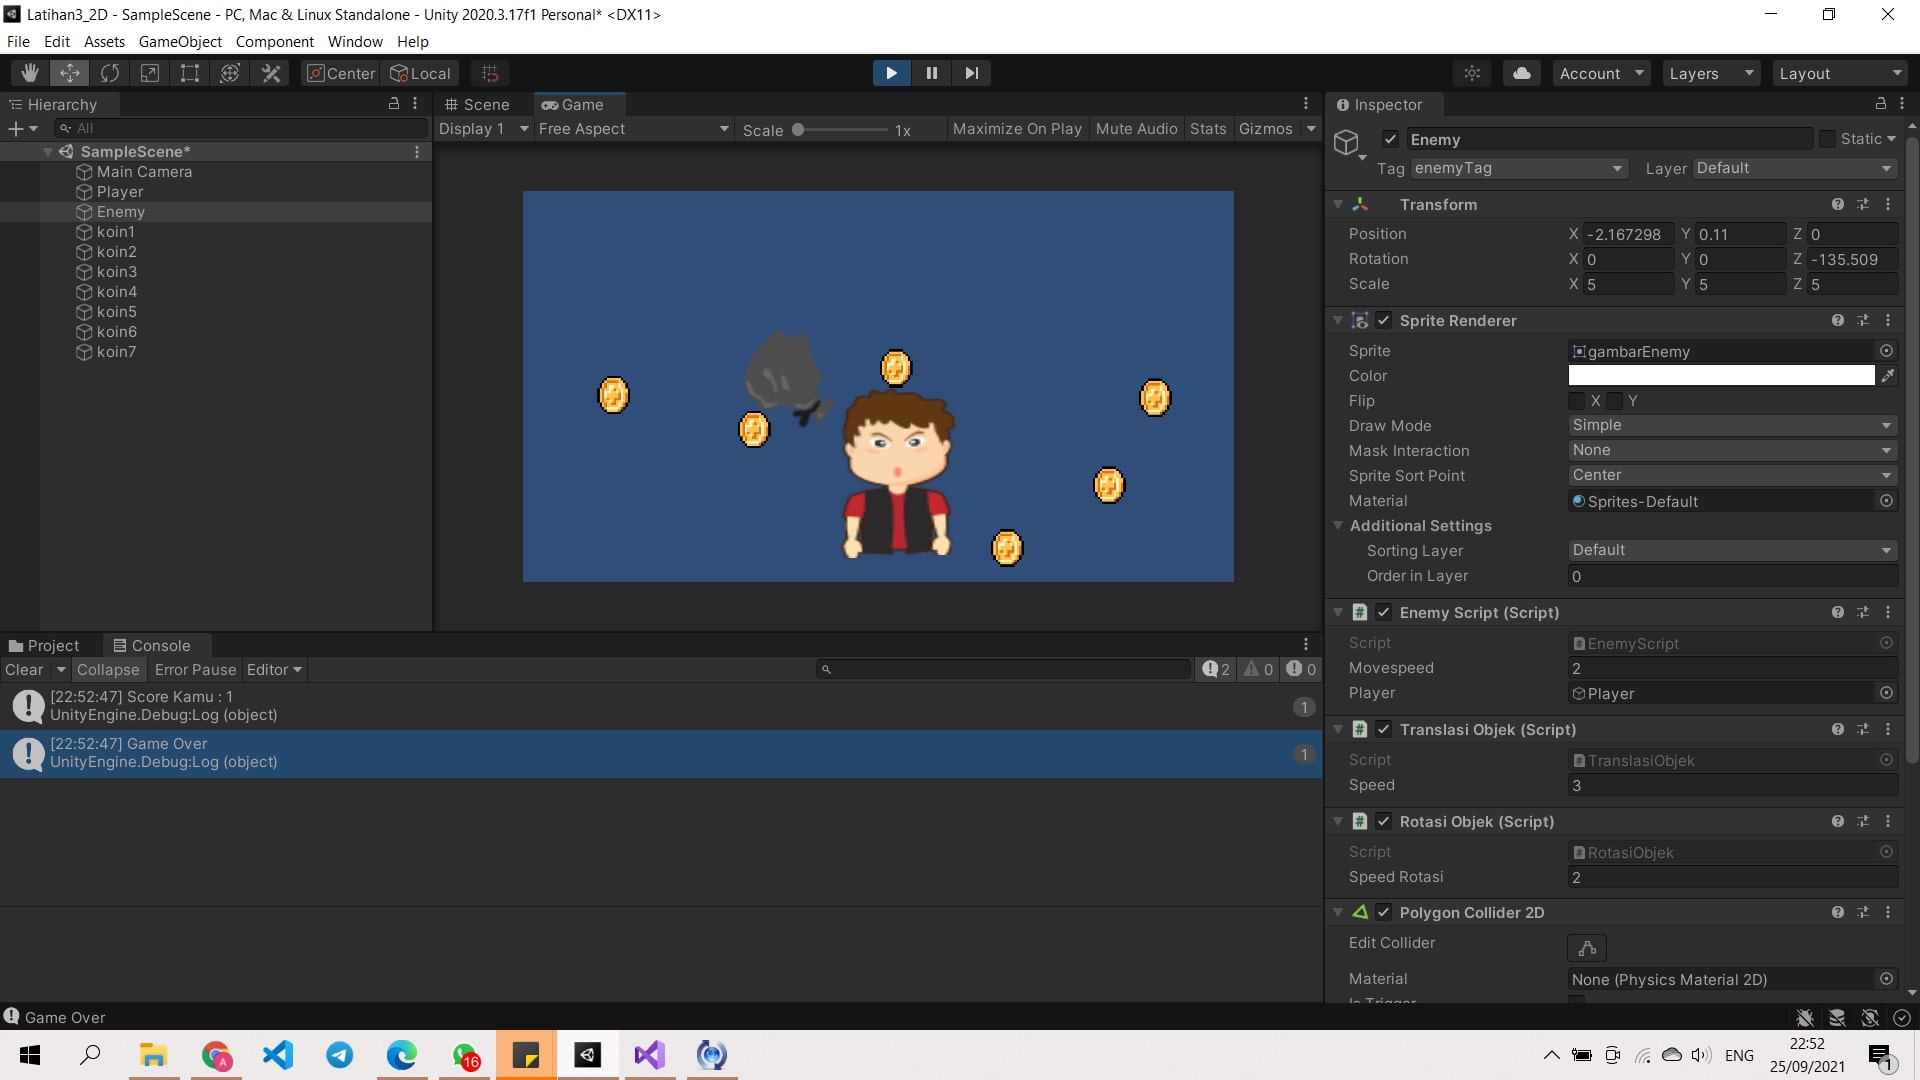 Latihan3_2D - SampleScene - PC, Mac & Linux Standalone - Unity 2020.3.17f1 Personal* <DX11>
File Edit Assets GameObject Component Window Help
Center Local Account Layers Layout
Hierarchy
All
SampleScene*
Main Camera
Player
Enemy
koin1
koin2
koin3
koin4
koin5
koin6
koin7
Scene Game
Display 1 Free Aspect Scale 1x Maximize On Play Mute Audio Stats Gizmos
Project Console
Clear Collapse Error Pause Editor 2 0 0
[22:52:47] Score Kamu : 1
UnityEngine.Debug:Log (object)
1
[22:52:47] Game Over
UnityEngine.Debug:Log (object)
1
Inspector
Enemy Static
Tag enemyTag Layer Default
Transform
Position X -2.167298 Y 0.11 Z 0
Rotation X 0 Y 0 Z -135.509
Scale X 5 Y 5 Z 5
Sprite Renderer
Sprite gambarEnemy
Color
Flip X Y
Draw Mode Simple
Mask Interaction None
Sprite Sort Point Center
Material Sprites-Default
Additional Settings
Sorting Layer Default
Order in Layer 0
Enemy Script (Script)
Script EnemyScript
Movespeed 2
Player Player
Translasi Objek (Script)
Script TranslasiObjek
Speed 3
Rotasi Objek (Script)
Script RotasiObjek
Speed Rotasi 2
Polygon Collider 2D
Edit Collider
Material None (Physics Material 2D)
Is Trigger
Game Over
16
ENG
22:52
25/09/2021
1